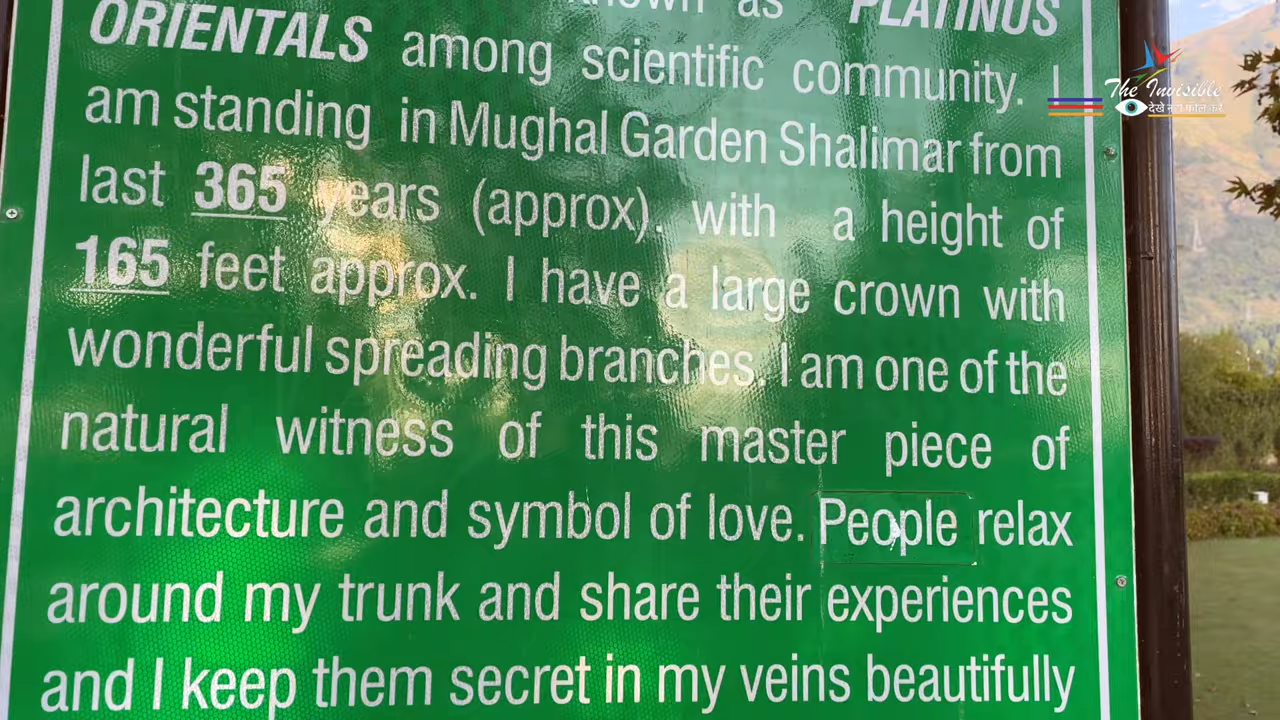 known as PLATINUS
ORIENTALS among scientific community. I
am standing in Mughal Garden Shalimar from
last 365 years (approx). with a height of
165 feet approx. I have a large crown with
wonderful spreading branches. I am one of the
natural witness of this master piece of
architecture and symbol of love. People relax
around my trunk and share their experiences
and I keep them secret in my veins beautifully
The Invisible